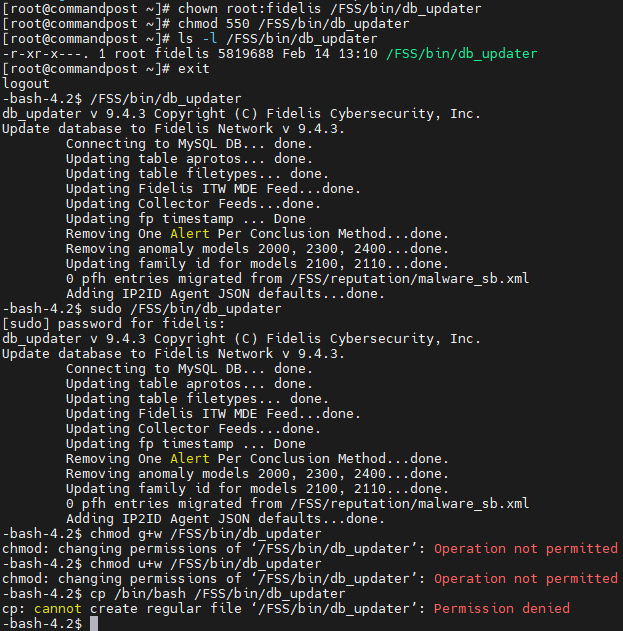 [root@commandpost ~]# chown root:fidelis /FSS/bin/db_updater
[root@commandpost ~]# chmod 550 /FSS/bin/db_updater
[root@commandpost ~]# ls -l /FSS/bin/db_updater
-r-xr-x---. 1 root fidelis 5819688 Feb 14 13:10 /FSS/bin/db_updater
[root@commandpost ~]# exit
logout
-bash-4.2$ /FSS/bin/db_updater
db_updater v 9.4.3 Copyright (C) Fidelis Cybersecurity, Inc.
Update database to Fidelis Network v 9.4.3.
        Connecting to MySQL DB... done.
        Updating table aprotos... done.
        Updating table filetypes... done.
        Updating Fidelis ITW MDE Feed...done.
        Updating Collector Feeds...done.
        Updating fp timestamp ... Done
        Removing One Alert Per Conclusion Method...done.
        Removing anomaly models 2000, 2300, 2400...done.
        Updating family id for models 2100, 2110...done.
        0 pfh entries migrated from /FSS/reputation/malware_sb.xml
        Adding IP2ID Agent JSON defaults...done.
-bash-4.2$ sudo /FSS/bin/db_updater
[sudo] password for fidelis:
db_updater v 9.4.3 Copyright (C) Fidelis Cybersecurity, Inc.
Update database to Fidelis Network v 9.4.3.
        Connecting to MySQL DB... done.
        Updating table aprotos... done.
        Updating table filetypes... done.
        Updating Fidelis ITW MDE Feed...done.
        Updating Collector Feeds...done.
        Updating fp timestamp ... Done
        Removing One Alert Per Conclusion Method...done.
        Removing anomaly models 2000, 2300, 2400...done.
        Updating family id for models 2100, 2110...done.
        0 pfh entries migrated from /FSS/reputation/malware_sb.xml
        Adding IP2ID Agent JSON defaults...done.
-bash-4.2$ chmod g+w /FSS/bin/db_updater
chmod: changing permissions of ‘/FSS/bin/db_updater’: Operation not permitted
-bash-4.2$ chmod u+w /FSS/bin/db_updater
chmod: changing permissions of ‘/FSS/bin/db_updater’: Operation not permitted
-bash-4.2$ cp /bin/bash /FSS/bin/db_updater
cp: cannot create regular file ‘/FSS/bin/db_updater’: Permission denied
-bash-4.2$